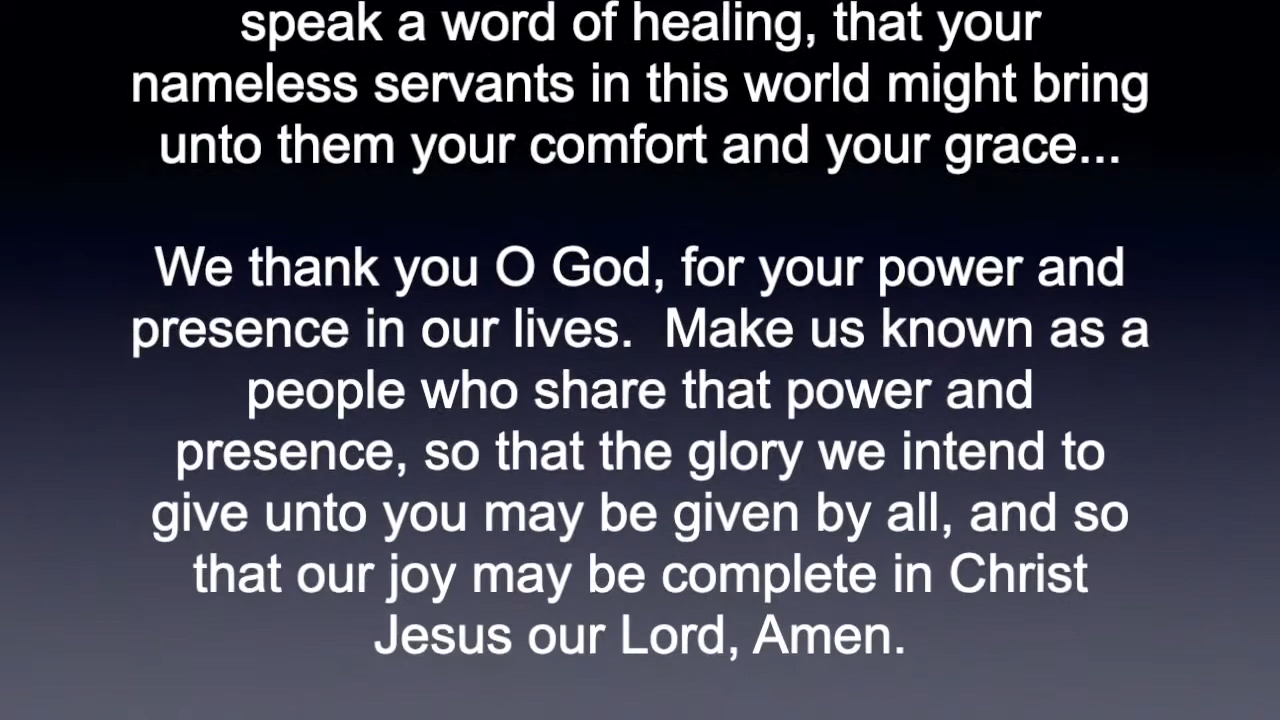 speak a word of healing, that your
nameless servants in this world might bring
unto them your comfort and your grace...
We thank you O God, for your power and
presence in our lives.  Make us known as a
people who share that power and
presence, so that the glory we intend to
give unto you may be given by all, and so
that our joy may be complete in Christ
Jesus our Lord, Amen.